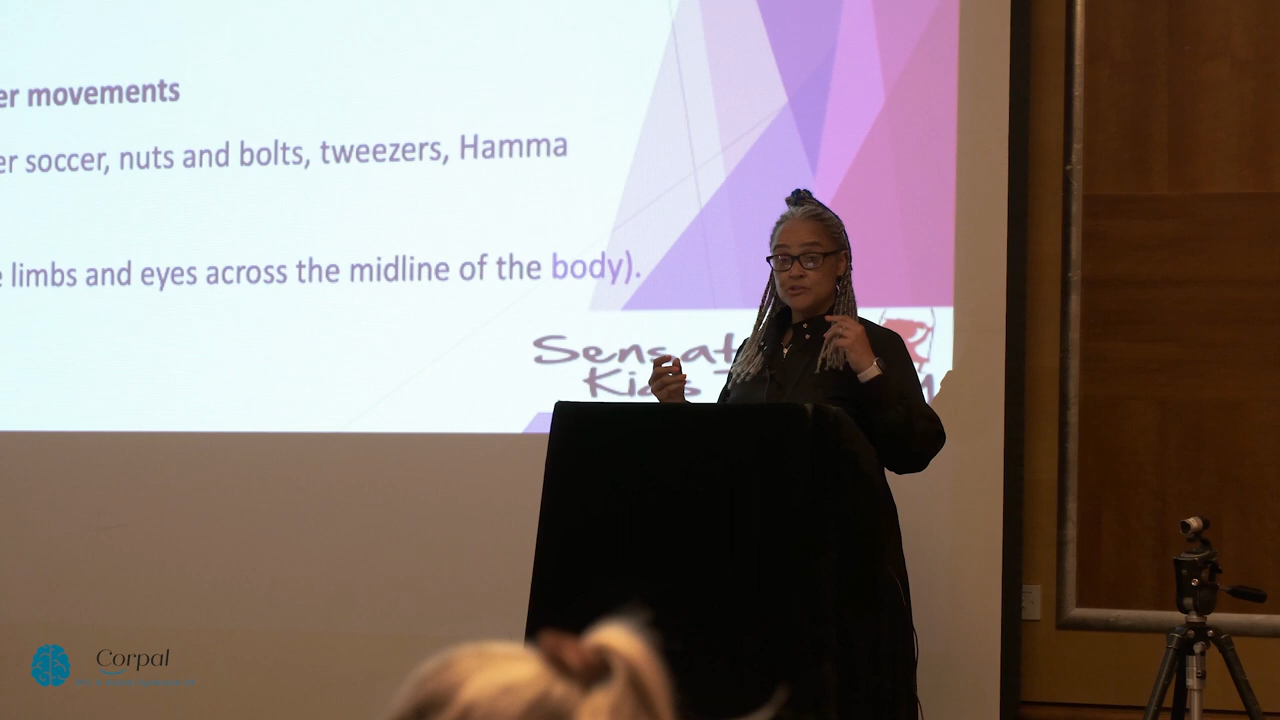 er movements
er soccer, nuts and bolts, tweezers, Hamma
e limbs and eyes across the midline of the body).
Kids
Corpal